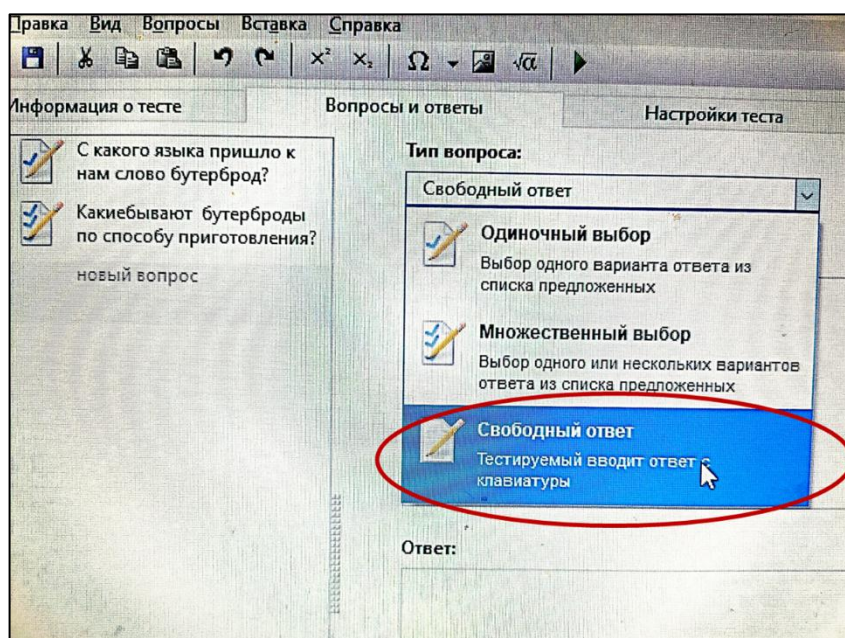 Правка Вид Вопросы Вставка Справка
x² x₂ Ω √α
Информация о тесте
Вопросы и ответы
Настройки теста
С какого языка пришло к
нам слово бутерброд?
Какиебывают бутерброды
по способу приготовления?
новый вопрос
Тип вопроса:
Свободный ответ
Одиночный выбор
Выбор одного варианта ответа из
списка предложенных
Множественный выбор
Выбор одного или нескольких вариантов
ответа из списка предложенных
Свободный ответ
Тестируемый вводит ответ с
клавиатуры
Ответ: